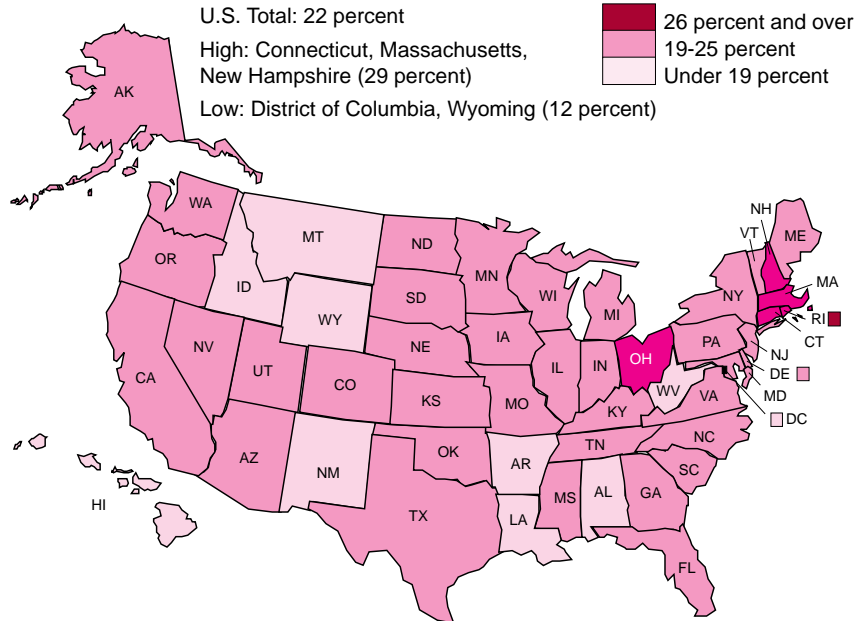 U.S. Total: 22 percent
High: Connecticut, Massachusetts,
New Hampshire (29 percent)
Low: District of Columbia, Wyoming (12 percent)
26 percent and over
19-25 percent
Under 19 percent
AK
WA
MT
ND
MN
OR
ID
SD
WI
WY
MI
NH
VT
ME
NY
MA
RI
CT
NJ
DE
MD
DC
PA
NV
NE
IA
OH
CA
UT
CO
IL
IN
WV
VA
KS
MO
KY
NC
TN
AZ
NM
OK
AR
SC
HI
TX
MS
AL
GA
LA
FL